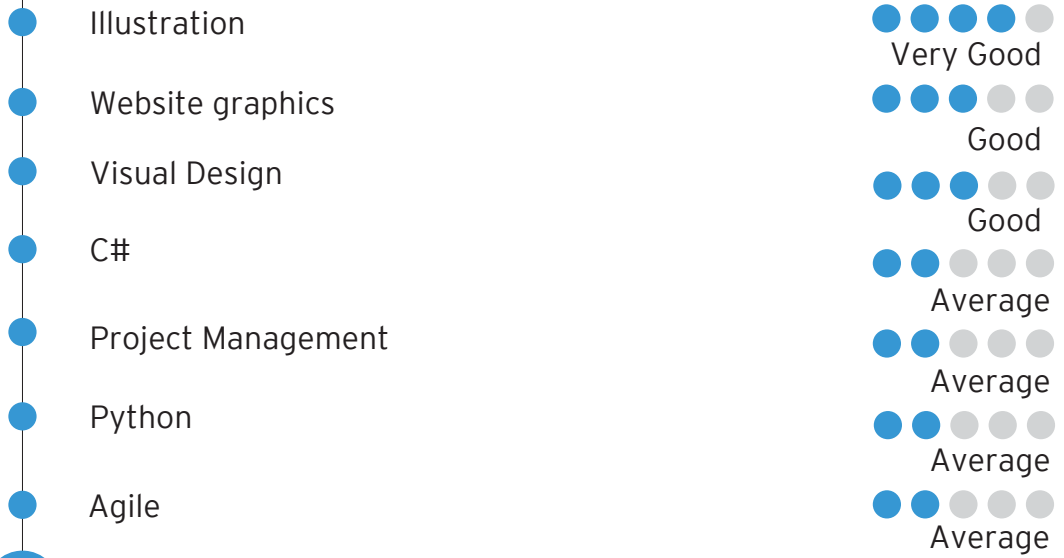 Illustration
Very Good
Website graphics
Good
Visual Design
Good
C#
Average
Project Management
Average
Python
Average
Agile
Average